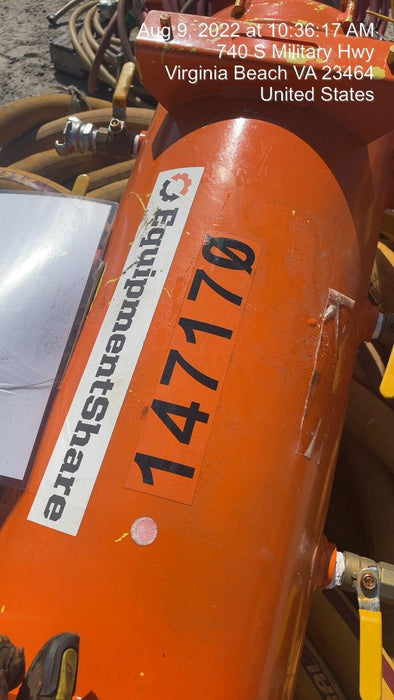 Aug 9, 2022 at 10:36:17 AM
740 S Military Hwy
Virginia Beach VA 23464
United States
EquipmentShare
147170